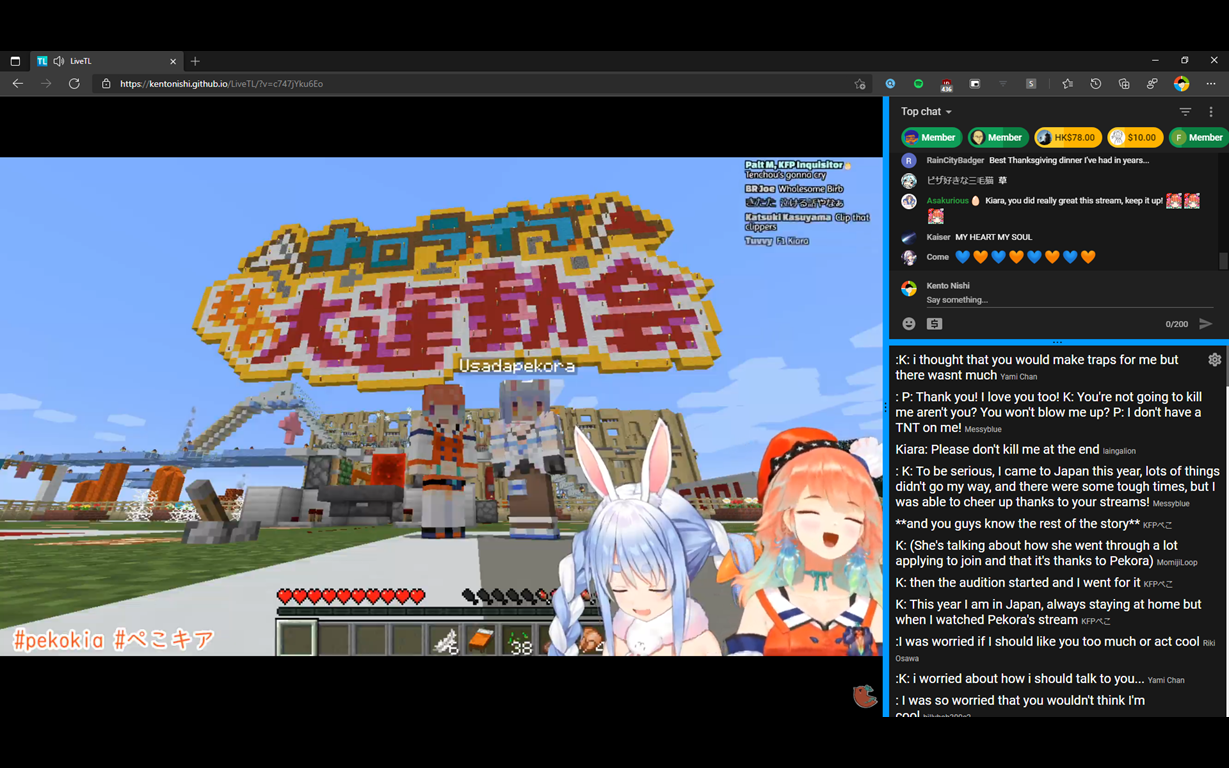 LiveTL
https://kentonishi.github.io/LiveTL/?v=c747jYku6Eo
436
Palt M, KFP Inquisitor
Tenchou's gonna cry
BR Joe Wholesome Birb
Katsuki Kasuyama Clip that
clippers
Tuvvy F1 Kiara
ホロライブ
大運動会
Usadapekora
6
38
#pekokia #ぺこキア
Top chat
Member
Member
HK$78.00
$10.00
F Member
R RainCityBadger Best Thanksgiving dinner I've had in years...
ピザ好きな三毛猫 草
Asakurious Kiara, you did really great this stream, keep it up!
Kaiser MY HEART MY SOUL
Come
Kento Nishi
Say something...
0/200
:K: i thought that you would make traps for me but
there wasnt much Yami Chan
: P: Thank you! I love you too! K: You're not going to kill
me aren't you? You won't blow me up? P: I don't have a
TNT on me! Messyblue
Kiara: Please don't kill me at the end laingalion
: K: To be serious, I came to Japan this year, lots of things
didn't go my way, and there were some tough times, but I
was able to cheer up thanks to your streams! Messyblue
**and you guys know the rest of the story** KFPぺこ
K: (She's talking about how she went through a lot
applying to join and that it's thanks to Pekora) MomijiLoop
K: then the audition started and I went for it KFPぺこ
K: This year I am in Japan, always staying at home but
when I watched Pekora's stream KFPぺこ
:I was worried if I should like you too much or act cool Riki
Osawa
:K: i worried about how i should talk to you... Yami Chan
: I was so worried that you wouldn't think I'm
cool